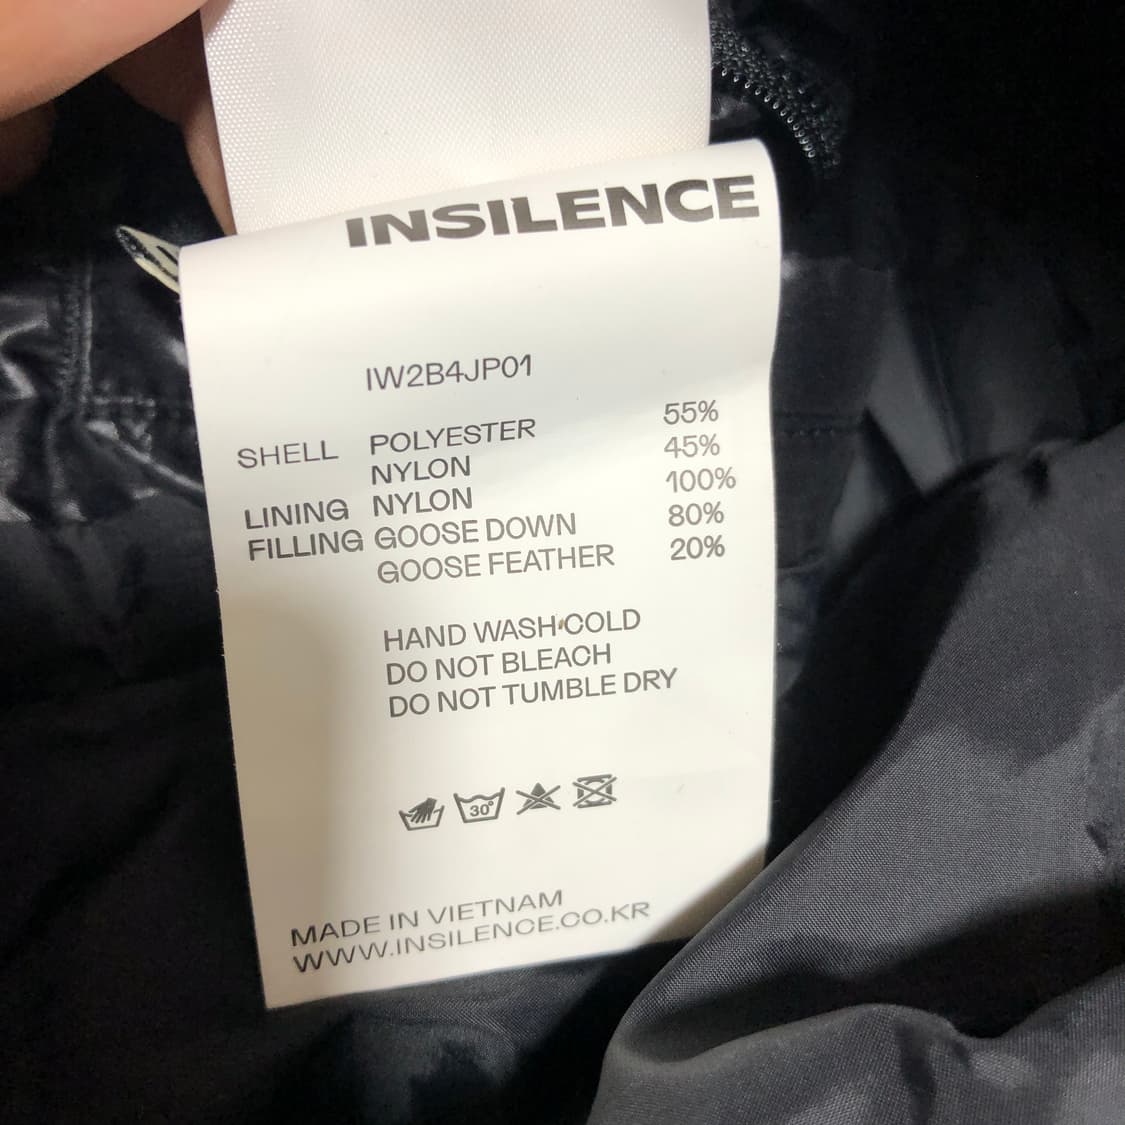 INSILENCE
IW2B4JP01
SHELL POLYESTER 55%
NYLON 45%
LINING NYLON 100%
FILLING GOOSE DOWN 80%
GOOSE FEATHER 20%
HAND WASH COLD
DO NOT BLEACH
DO NOT TUMBLE DRY
30°
MADE IN VIETNAM
WWW.INSILENCE.CO.KR